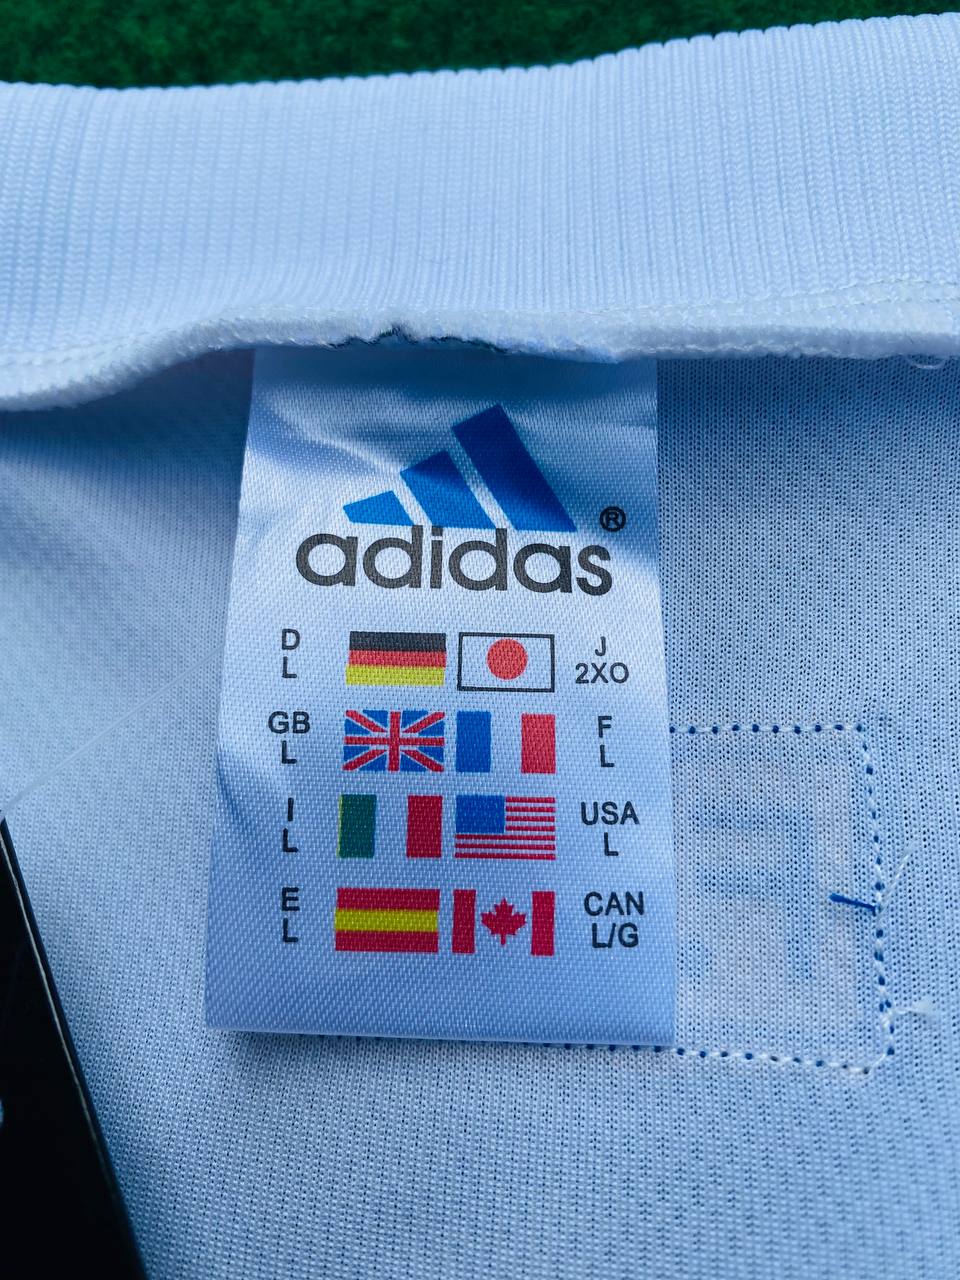 adidas®
D J
L 2XO
GB F
L L
I USA
L L
E CAN
L L/G